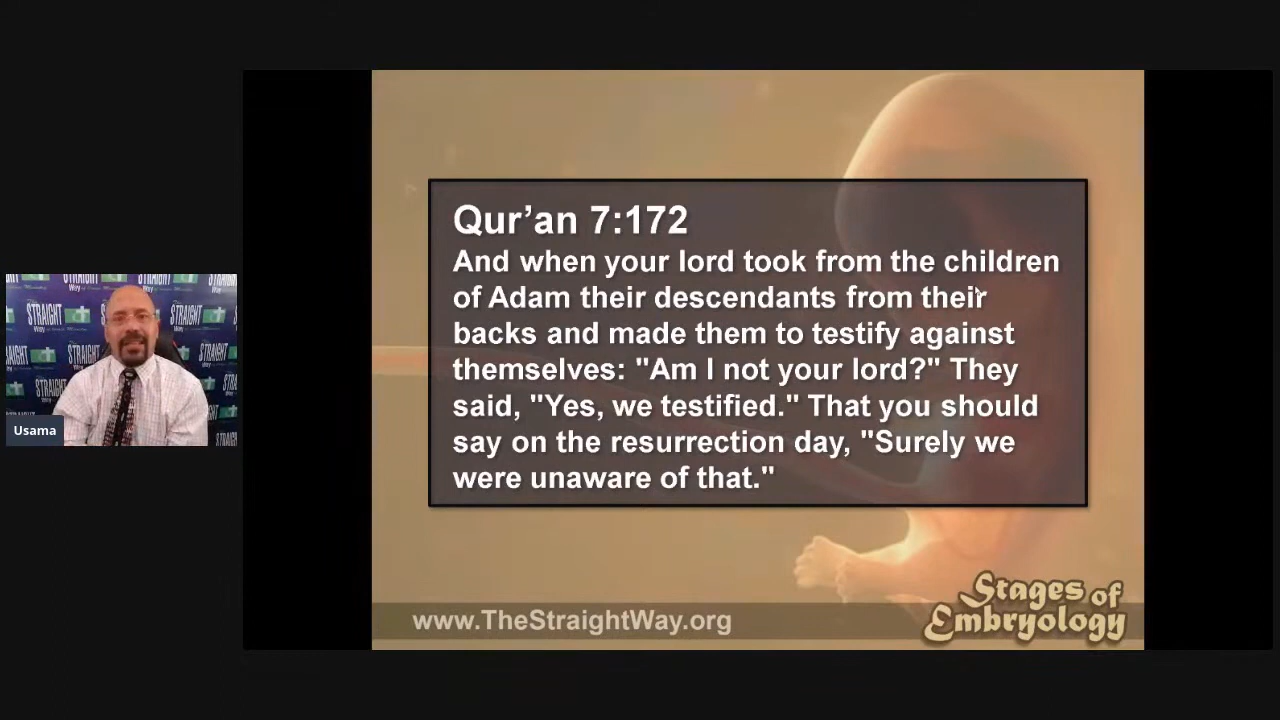 Qur’an 7:172
And when your lord took from the children
of Adam their descendants from their
backs and made them to testify against
themselves: "Am I not your lord?" They
said, "Yes, we testified." That you should
say on the resurrection day, "Surely we
were unaware of that."
www.TheStraightWay.org
Stages of
Embryology
Usama
STRAIGHT
Way